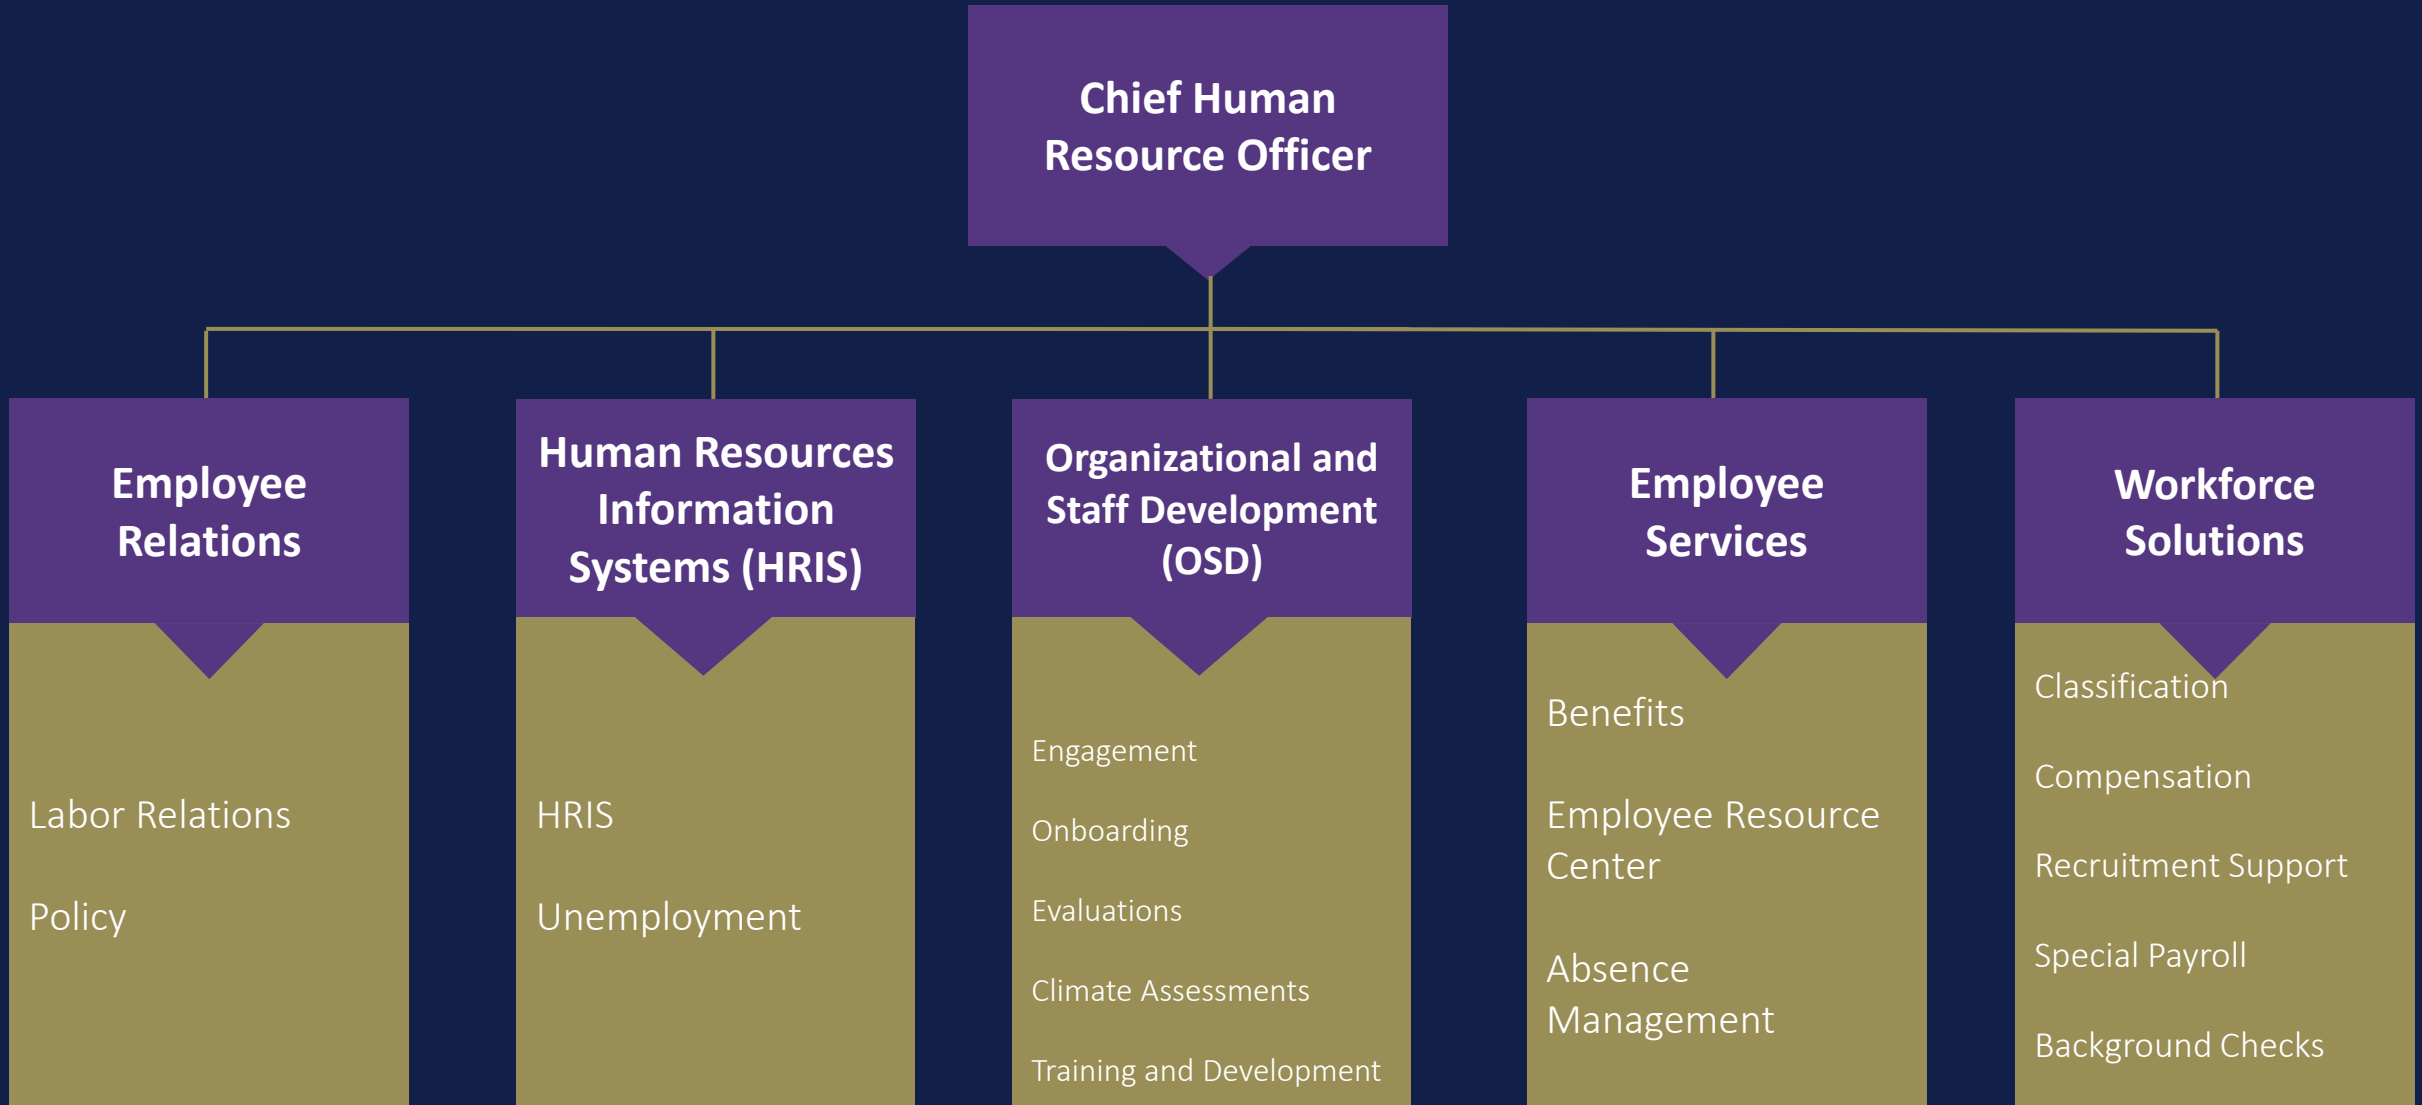 Chief Human
Resource Officer
Employee
Relations
Labor Relations
Policy
Human Resources
Information
Systems (HRIS)
HRIS
Unemployment
Organizational and
Staff Development
(OSD)
Engagement
Onboarding
Evaluations
Climate Assessments
Training and Development
Employee
Services
Benefits
Employee Resource
Center
Absence
Management
Workforce
Solutions
Classification
Compensation
Recruitment Support
Special Payroll
Background Checks